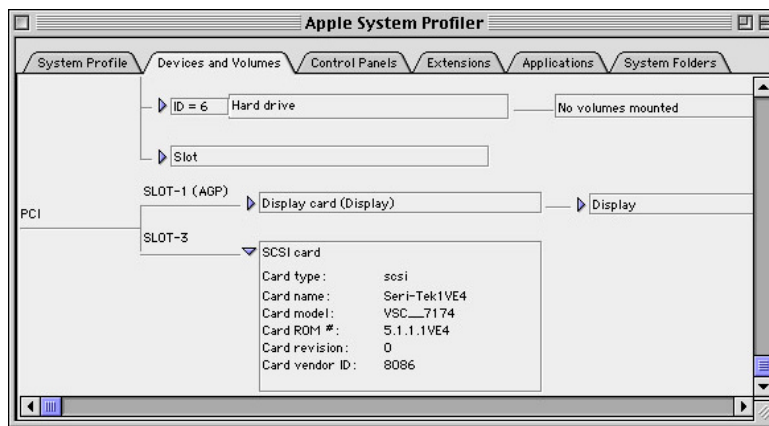 Apple System Profiler
System Profile Devices and Volumes Control Panels Extensions Applications System Folders
ID = 6 Hard drive No volumes mounted
Slot
SLOT-1 (AGP)
Display card (Display) Display
PCI
SLOT-3
SCSI card
Card type: scsi
Card name: Seri-Tek1VE4
Card model: VSC__7174
Card ROM #: 5.1.1.1VE4
Card revision: 0
Card vendor ID: 8086